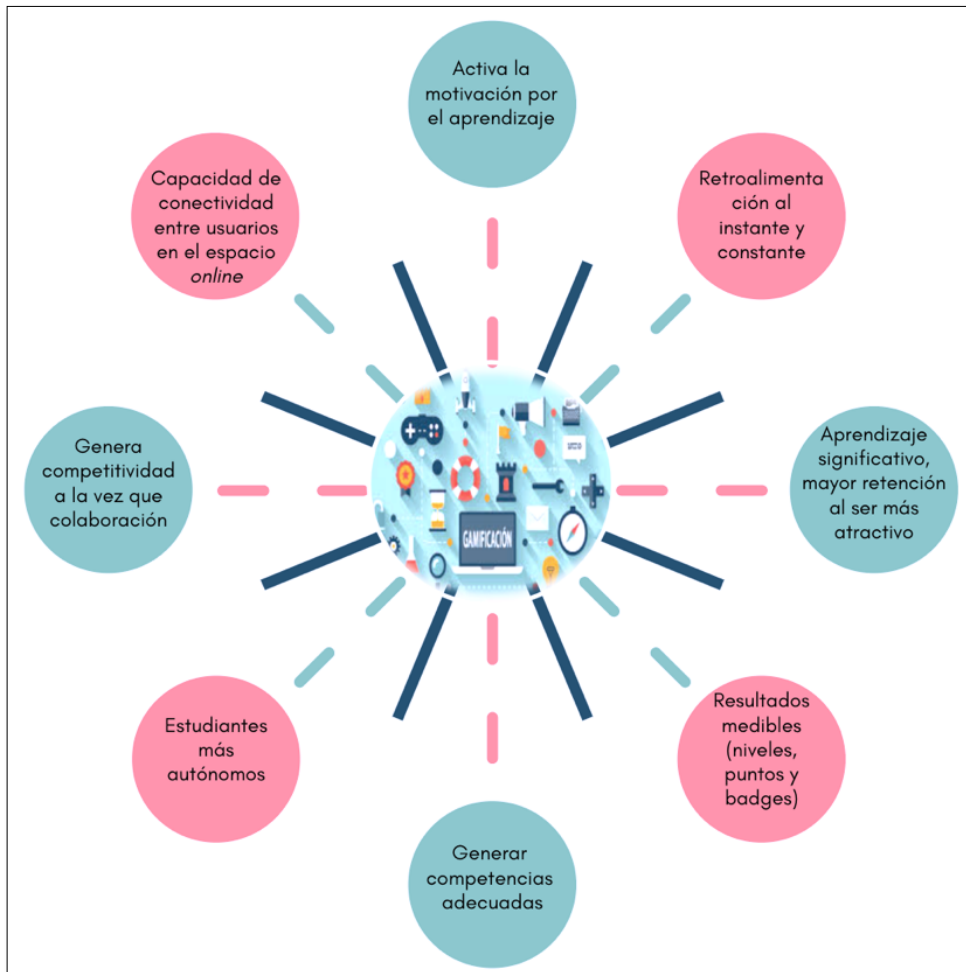 Activa la
motivación por
el aprendizaje
Capacidad de
conectividad
entre usuarios
en el espacio
online
Retroalimenta
ción al
instante y
constante
Genera
competitividad
a la vez que
colaboración
GAMIFICACIÓN
Aprendizaje
significativo,
mayor retención
al ser más
atractivo
Estudiantes
más
autónomos
Resultados
medibles
(niveles,
puntos y
badges)
Generar
competencias
adecuadas